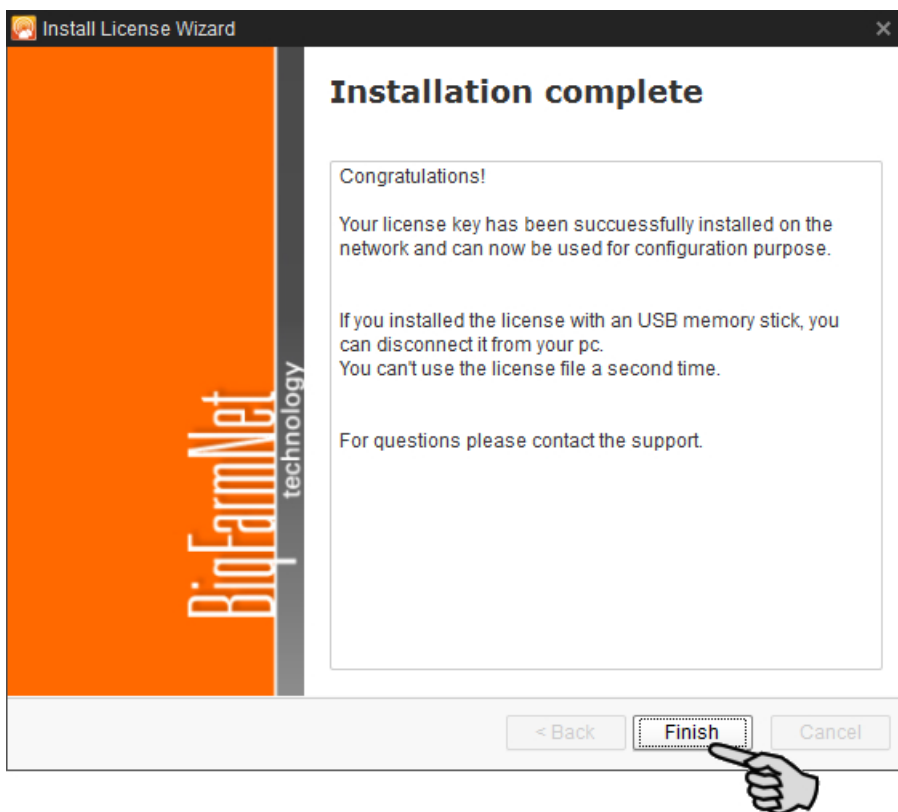 Install License Wizard
Installation complete
Congratulations!
Your license key has been succuessfully installed on the
network and can now be used for configuration purpose.
If you installed the license with an USB memory stick, you
can disconnect it from your pc.
You can't use the license file a second time.
For questions please contact the support.
BigFarmNet
technology
< Back
Finish
Cancel